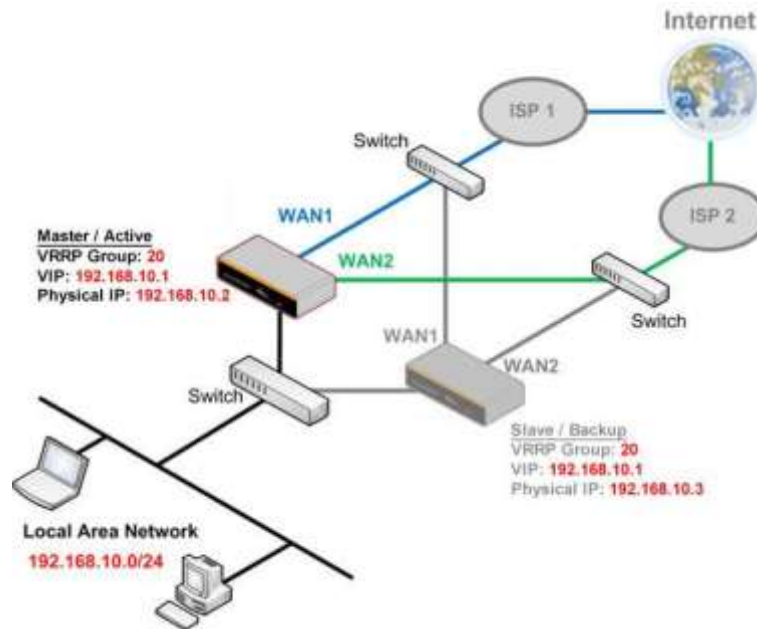 Internet
ISP 1
Switch
WAN1
Master / Active
VRRP Group: 20
VIP: 192.168.10.1
Physical IP: 192.168.10.2
WAN2
ISP 2
Switch
WAN1
WAN2
Switch
Slave / Backup
VRRP Group: 20
VIP: 192.168.10.1
Physical IP: 192.168.10.3
Local Area Network
192.168.10.0/24